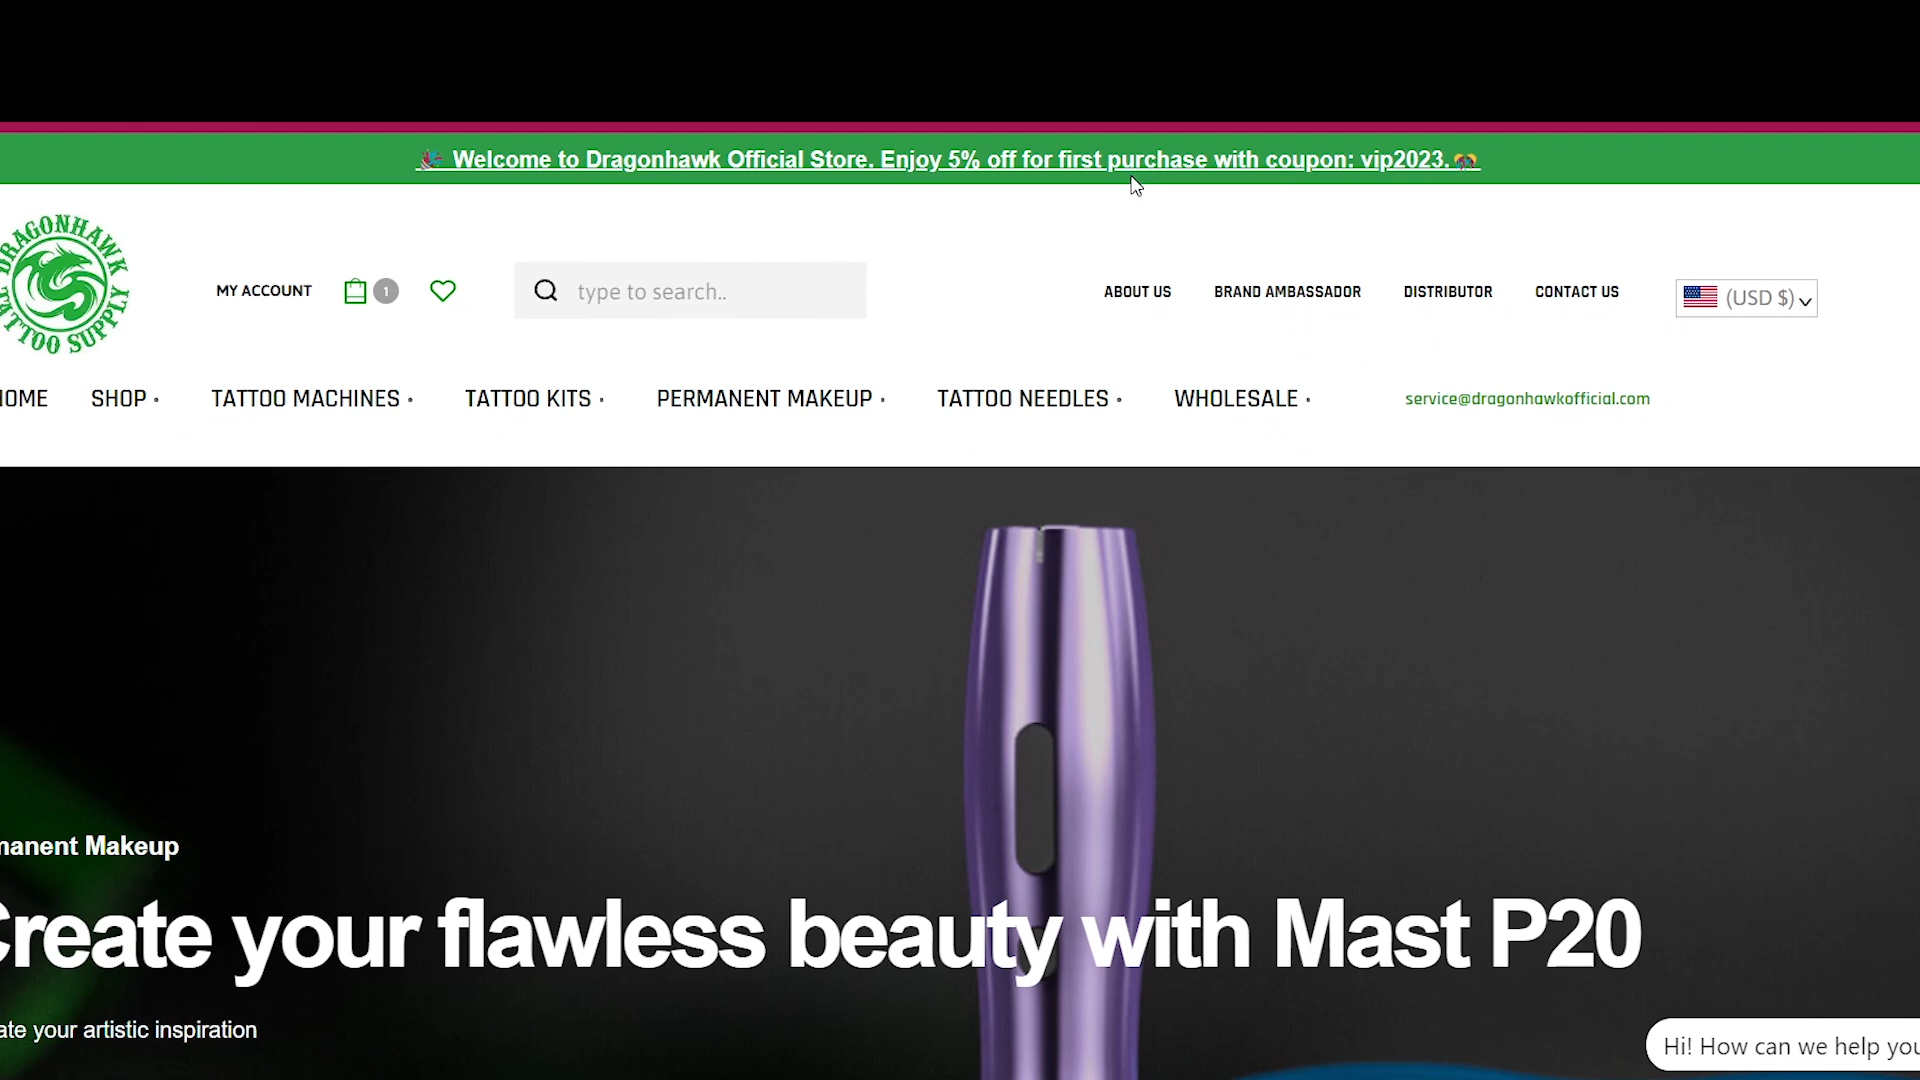 Welcome to Dragonhawk Official Store. Enjoy 5% off for first purchase with coupon: vip2023.
DRAGONHAWK
TATTOO SUPPLY
MY ACCOUNT
1
type to search..
ABOUT US
BRAND AMBASSADOR
DISTRIBUTOR
CONTACT US
(USD $)
HOME
SHOP
TATTOO MACHINES
TATTOO KITS
PERMANENT MAKEUP
TATTOO NEEDLES
WHOLESALE
service@dragonhawkofficial.com
manent Makeup
Create your flawless beauty with Mast P20
ate your artistic inspiration
Hi! How can we help you